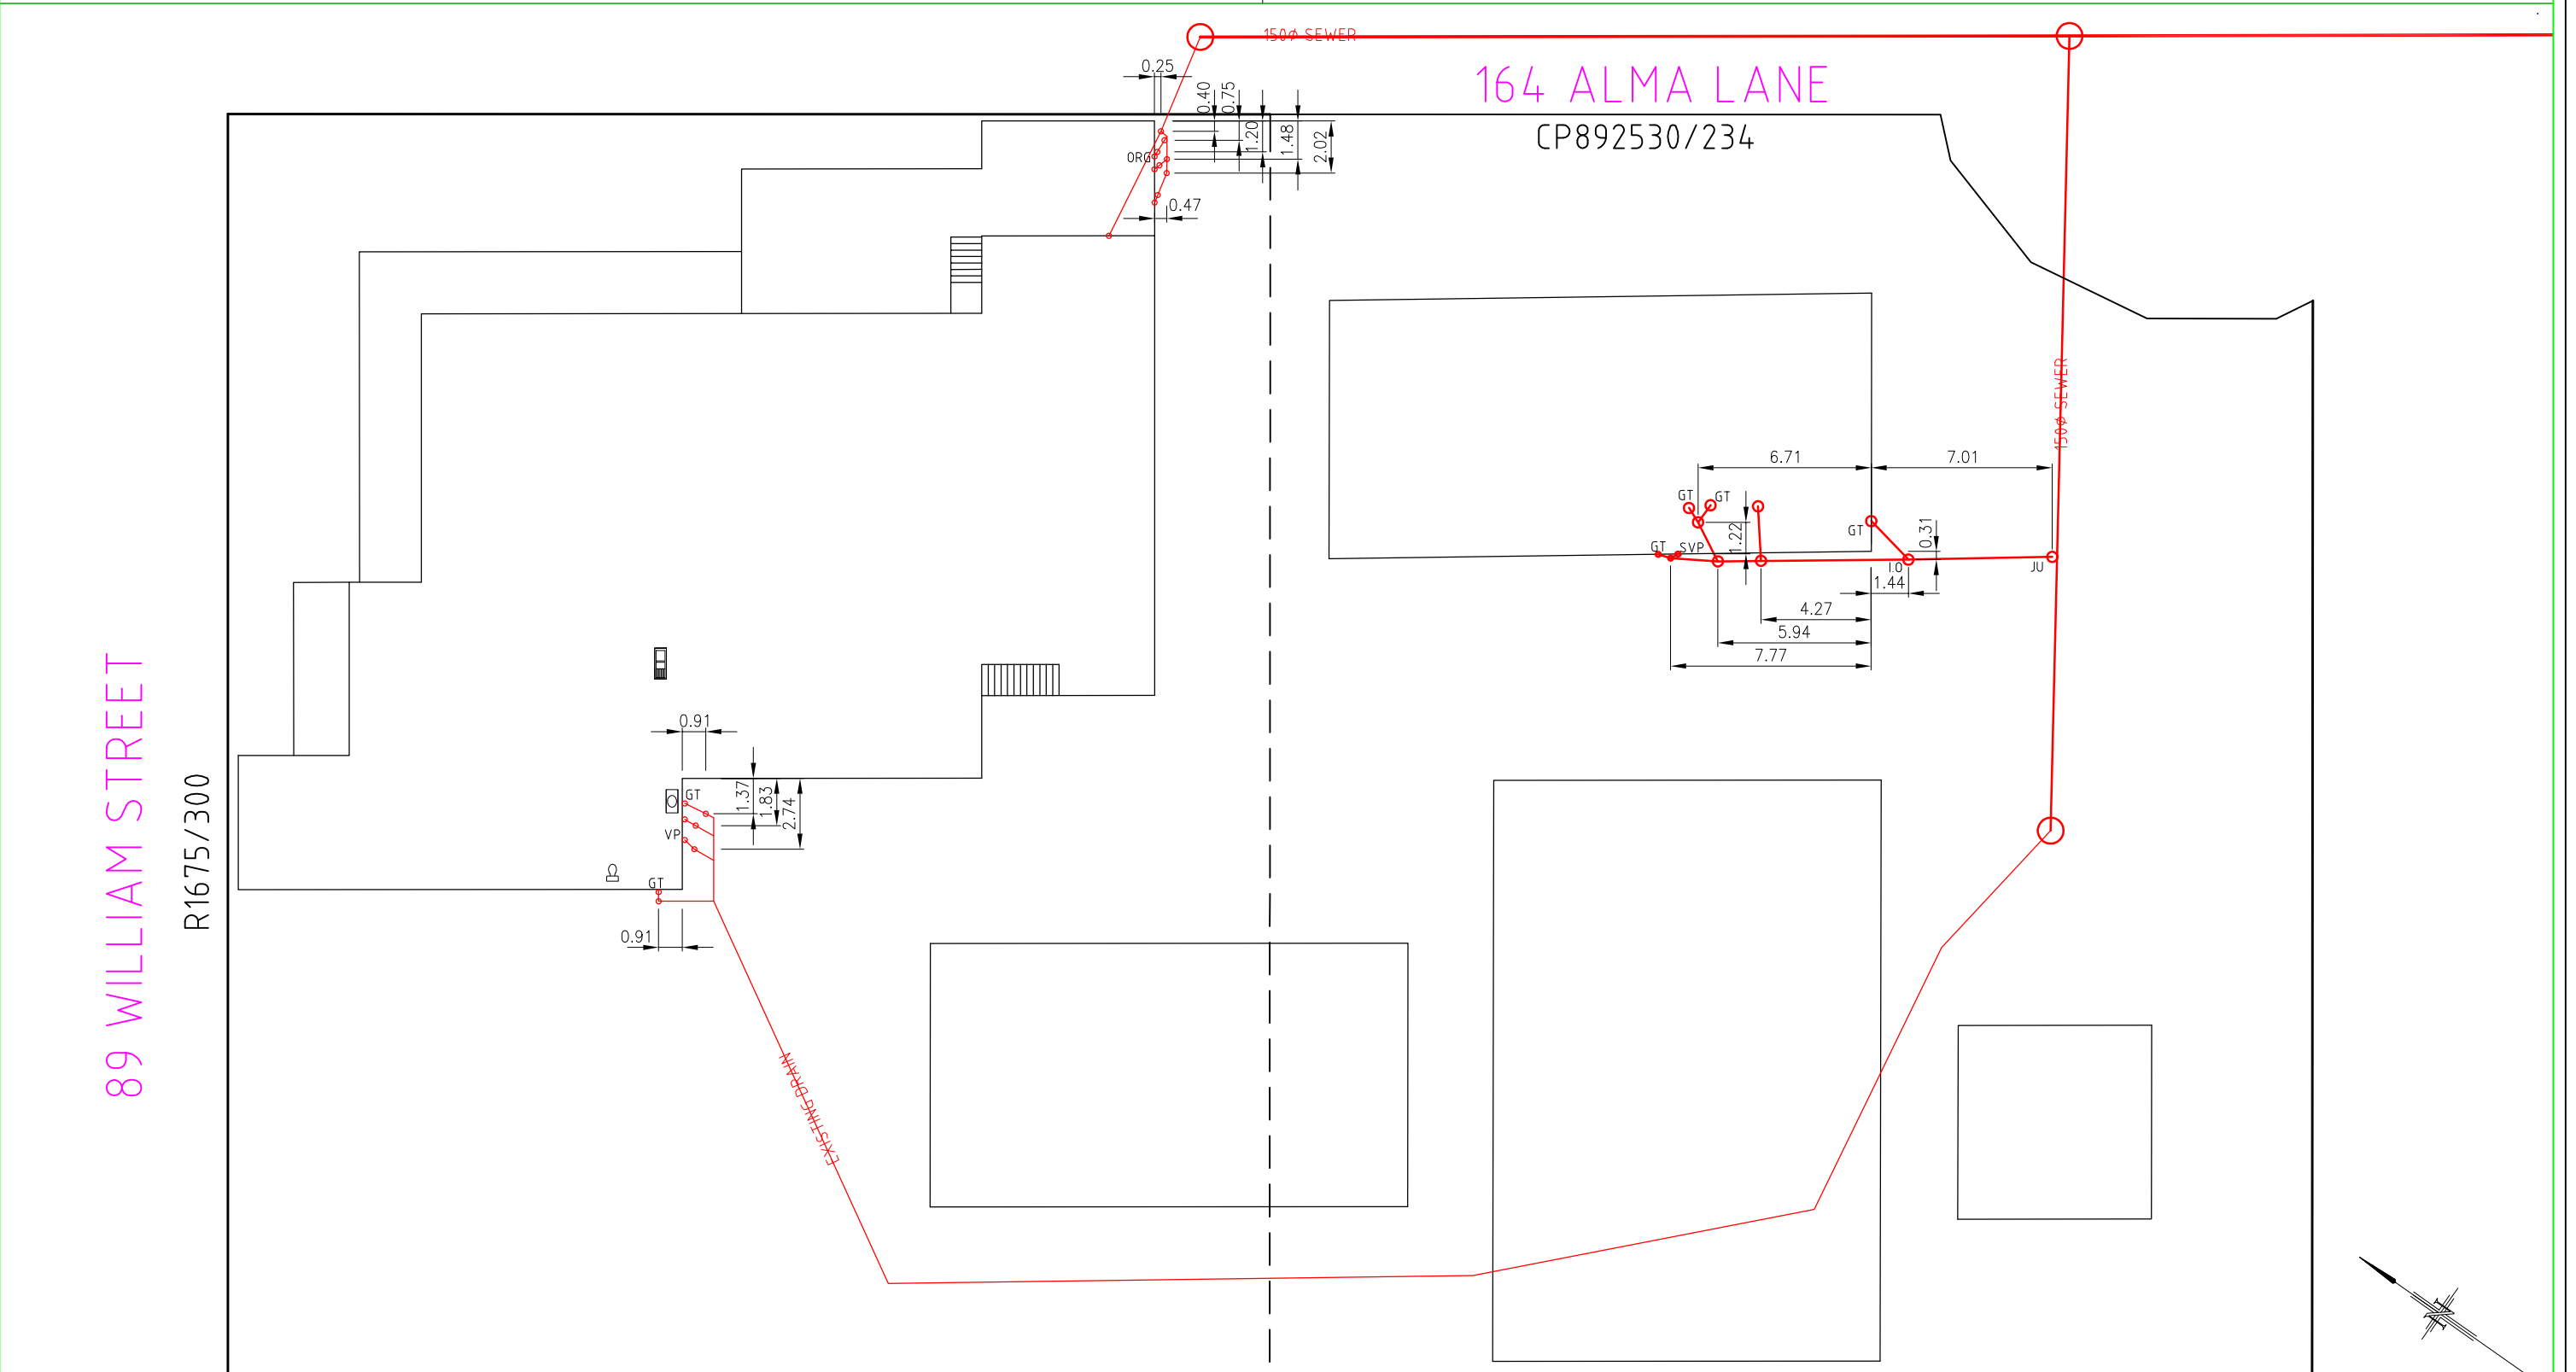 150ø SEWER
164 ALMA LANE
CP892530/234
0.25
0.40
0.75
1.20
1.48
2.02
ORG
0.47
150ø SEWER
6.71
7.01
GT
GT
1.22
GT
SVP
GT
0.31
I.O
JU
1.44
4.27
5.94
7.77
89 WILLIAM STREET
R1675/300
0.91
GT
1.37
1.83
2.74
VP
GT
0.91
EXISTING DRAIN
N